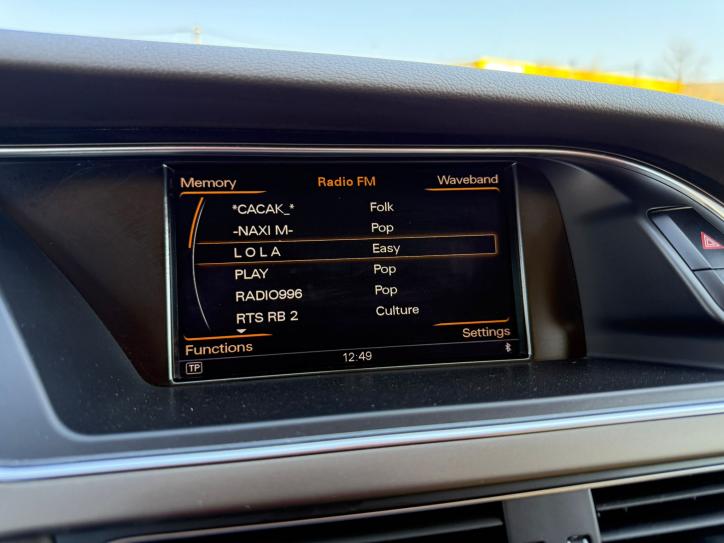 Memory Radio FM Waveband
*CACAK_* Folk
-NAXI M- Pop
L O L A Easy
PLAY Pop
RADIO996 Pop
RTS RB 2 Culture
Functions Settings
TP 12:49